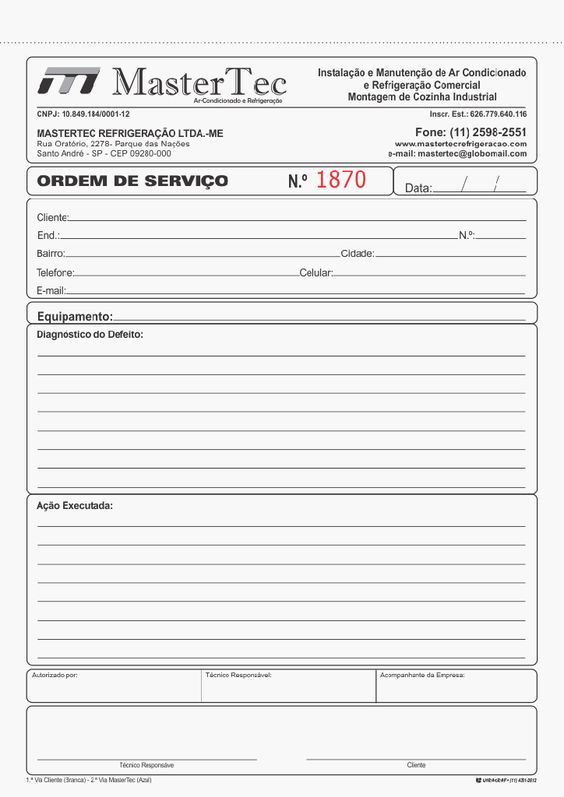 MasterTec
Ar-Condicionado e Refrigeração
Instalação e Manutenção de Ar Condicionado
e Refrigeração Comercial
Montagem de Cozinha Industrial
CNPJ: 10.849.184/0001-12
Inscr. Est.: 626.779.640.116
MASTERTEC REFRIGERAÇÃO LTDA.-ME
Rua Oratório, 2278- Parque das Nações
Santo André - SP - CEP 09280-000
Fone: (11) 2598-2551
www.mastertecrefrigeracao.com
e-mail: mastertec@globomail.com
ORDEM DE SERVIÇO N.º 1870 Data: / /
Cliente:
End.: N.º:
Bairro: Cidade:
Telefone: Celular:
E-mail:
Equipamento:
Diagnóstico do Defeito:
Ação Executada:
Autorizado por: Técnico Responsável: Acompanhante da Empresa:
Técnico Responsáve Cliente
1.ª Via Cliente (Branca) - 2.ª Via MaserTec (Azul)